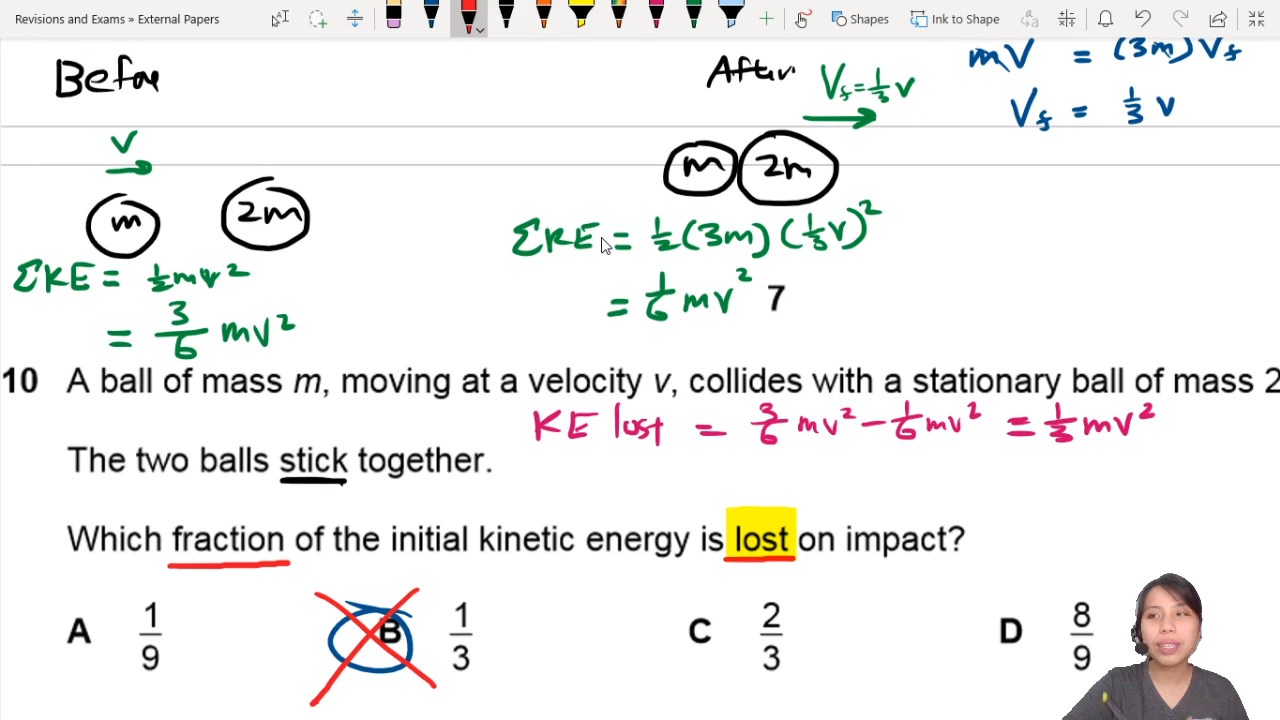 Revisions and Exams » External Papers
Shapes
Ink to Shape
Before
After
Vf = 1/3 V
mV = (3m) Vf
Vf = 1/3 V
V
m
2m
m
2m
ΣKE = 1/2 mv²
= 3/6 mv²
ΣKE = 1/2 (3m) (1/3 V)²
= 1/6 mv²
7
10 A ball of mass m, moving at a velocity v, collides with a stationary ball of mass 2
KE lost = 3/6 mv² − 1/6 mv² = 1/3 mv²
The two balls stick together.
Which fraction of the initial kinetic energy is lost on impact?
A 1/9 B 1/3 C 2/3 D 8/9